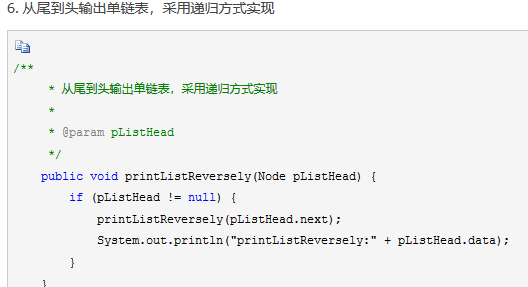 6. 从尾到头输出单链表，采用递归方式实现
/**
* 从尾到头输出单链表，采用递归方式实现
*
* @param pListHead
*/
public void printListReversely(Node pListHead) {
if (pListHead != null) {
printListReversely(pListHead.next);
System.out.println("printListReversely:" + pListHead.data);
}
}